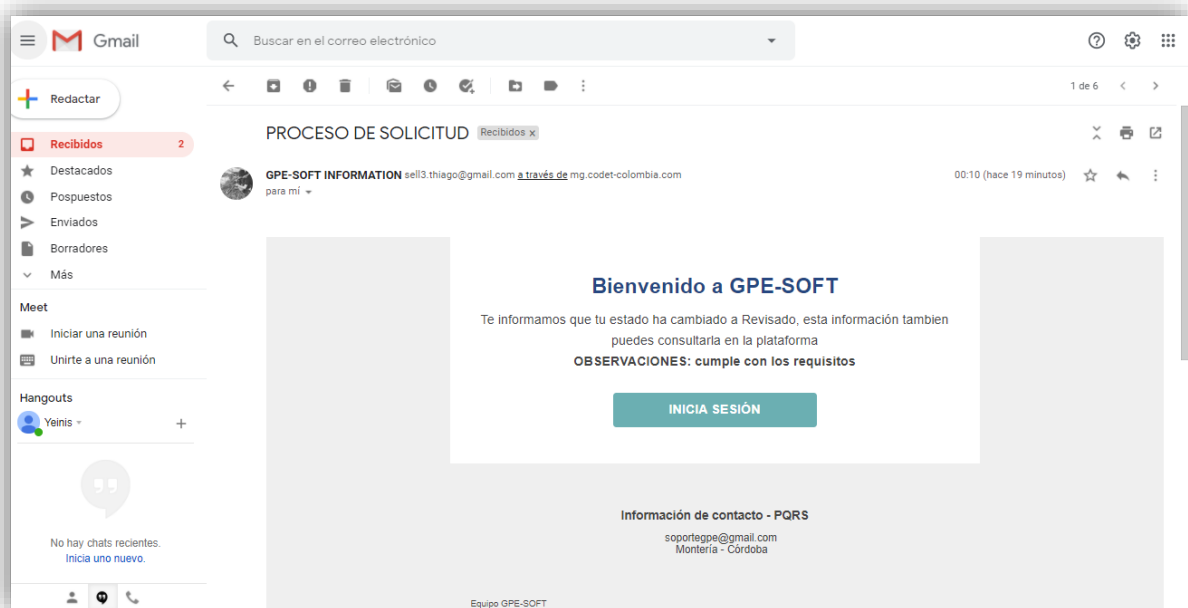 Gmail
Buscar en el correo electrónico
Redactar
1 de 6
Recibidos 2
Destacados
Pospuestos
Enviados
Borradores
Más
Meet
Iniciar una reunión
Unirte a una reunión
Hangouts
Yeinis
No hay chats recientes.
Inicia uno nuevo.
PROCESO DE SOLICITUD Recibidos x
GPE-SOFT INFORMATION sell3.thiago@gmail.com a través de mg.codet-colombia.com
00:10 (hace 19 minutos)
para mí
Bienvenido a GPE-SOFT
Te informamos que tu estado ha cambiado a Revisado, esta información tambien
puedes consultarla en la plataforma
OBSERVACIONES: cumple con los requisitos
INICIA SESIÓN
Información de contacto - PQRS
soportegpe@gmail.com
Montería - Córdoba
Equipo GPE-SOFT